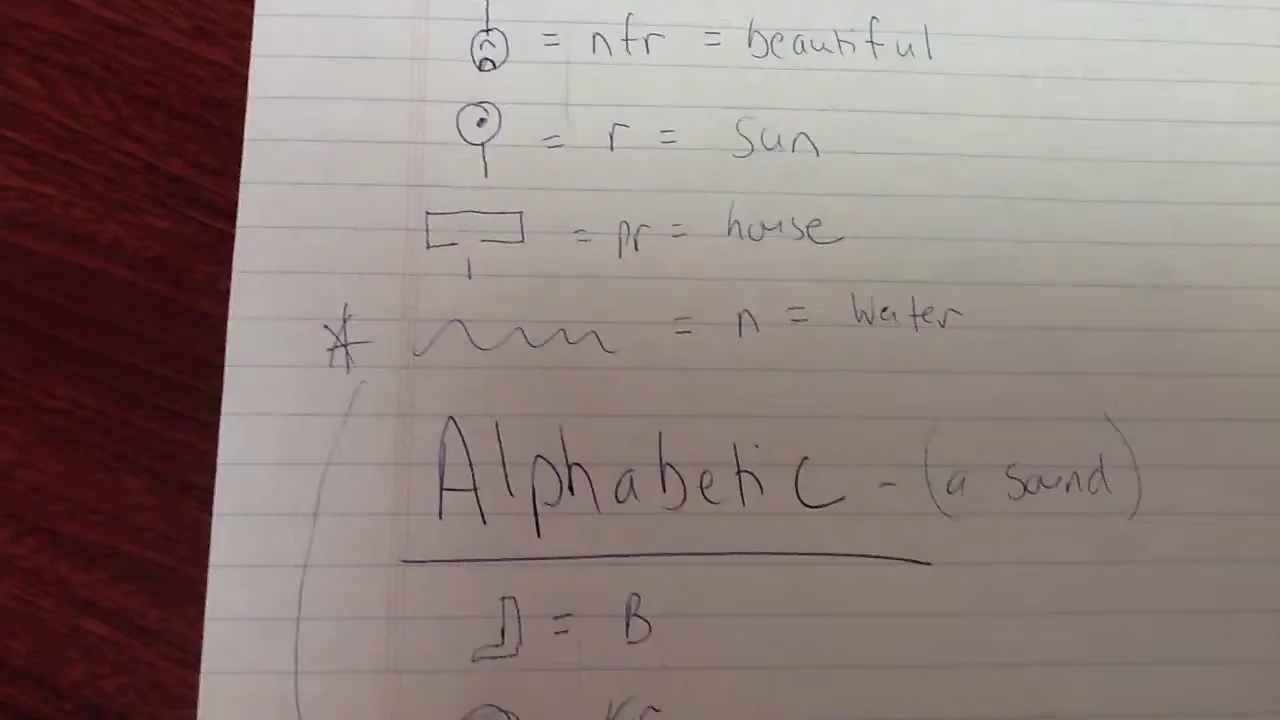 = nfr = beautiful
= r = Sun
= pr = house
* = n = Water
Alphabetic - (a sound)
= B